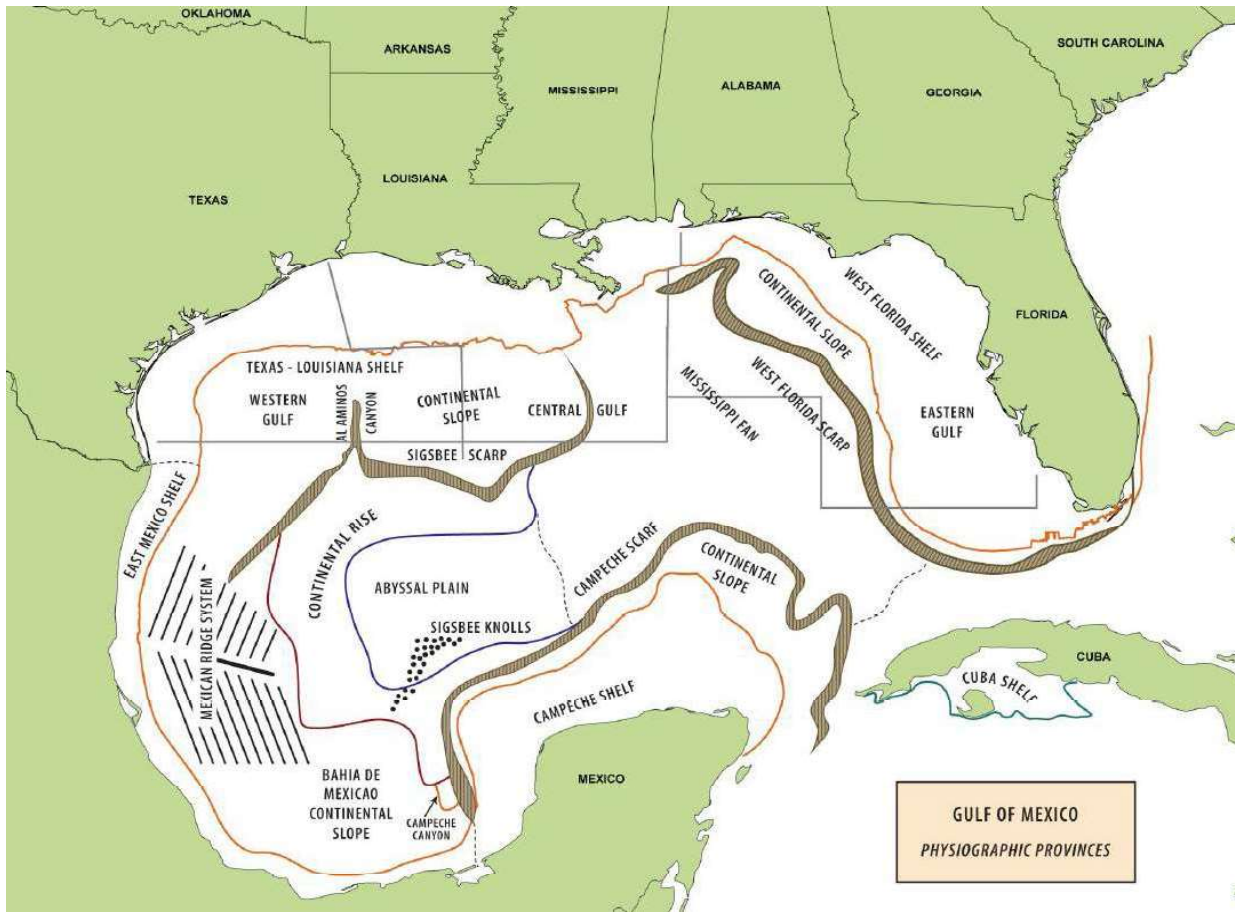 OKLAHOMA
ARKANSAS
SOUTH CAROLINA
MISSISSIPPI
ALABAMA
GEORGIA
LOUISIANA
TEXAS
FLORIDA
WEST FLORIDA SHELF
CONTINENTAL SLOPE
WEST FLORIDA SCARP
MISSISSIPPI FAN
EASTERN
GULF
TEXAS - LOUISIANA SHELF
WESTERN
GULF
AL AMINOS
CANYON
CONTINENTAL
SLOPE
CENTRAL GULF
SIGSBEE SCARP
EAST MEXICO SHELF
CONTINENTAL RISE
ABYSSAL PLAIN
SIGSBEE KNOLLS
CAMPECHE SCARF
CONTINENTAL
SLOPE
MEXICAN RIDGE SYSTEM
CAMPECHE SHELF
CUBA
CUBA SHELF
BAHIA DE
MEXICAO
CONTINENTAL
SLOPE
CAMPECHE
CANYON
MEXICO
GULF OF MEXICO
PHYSIOGRAPHIC PROVINCES